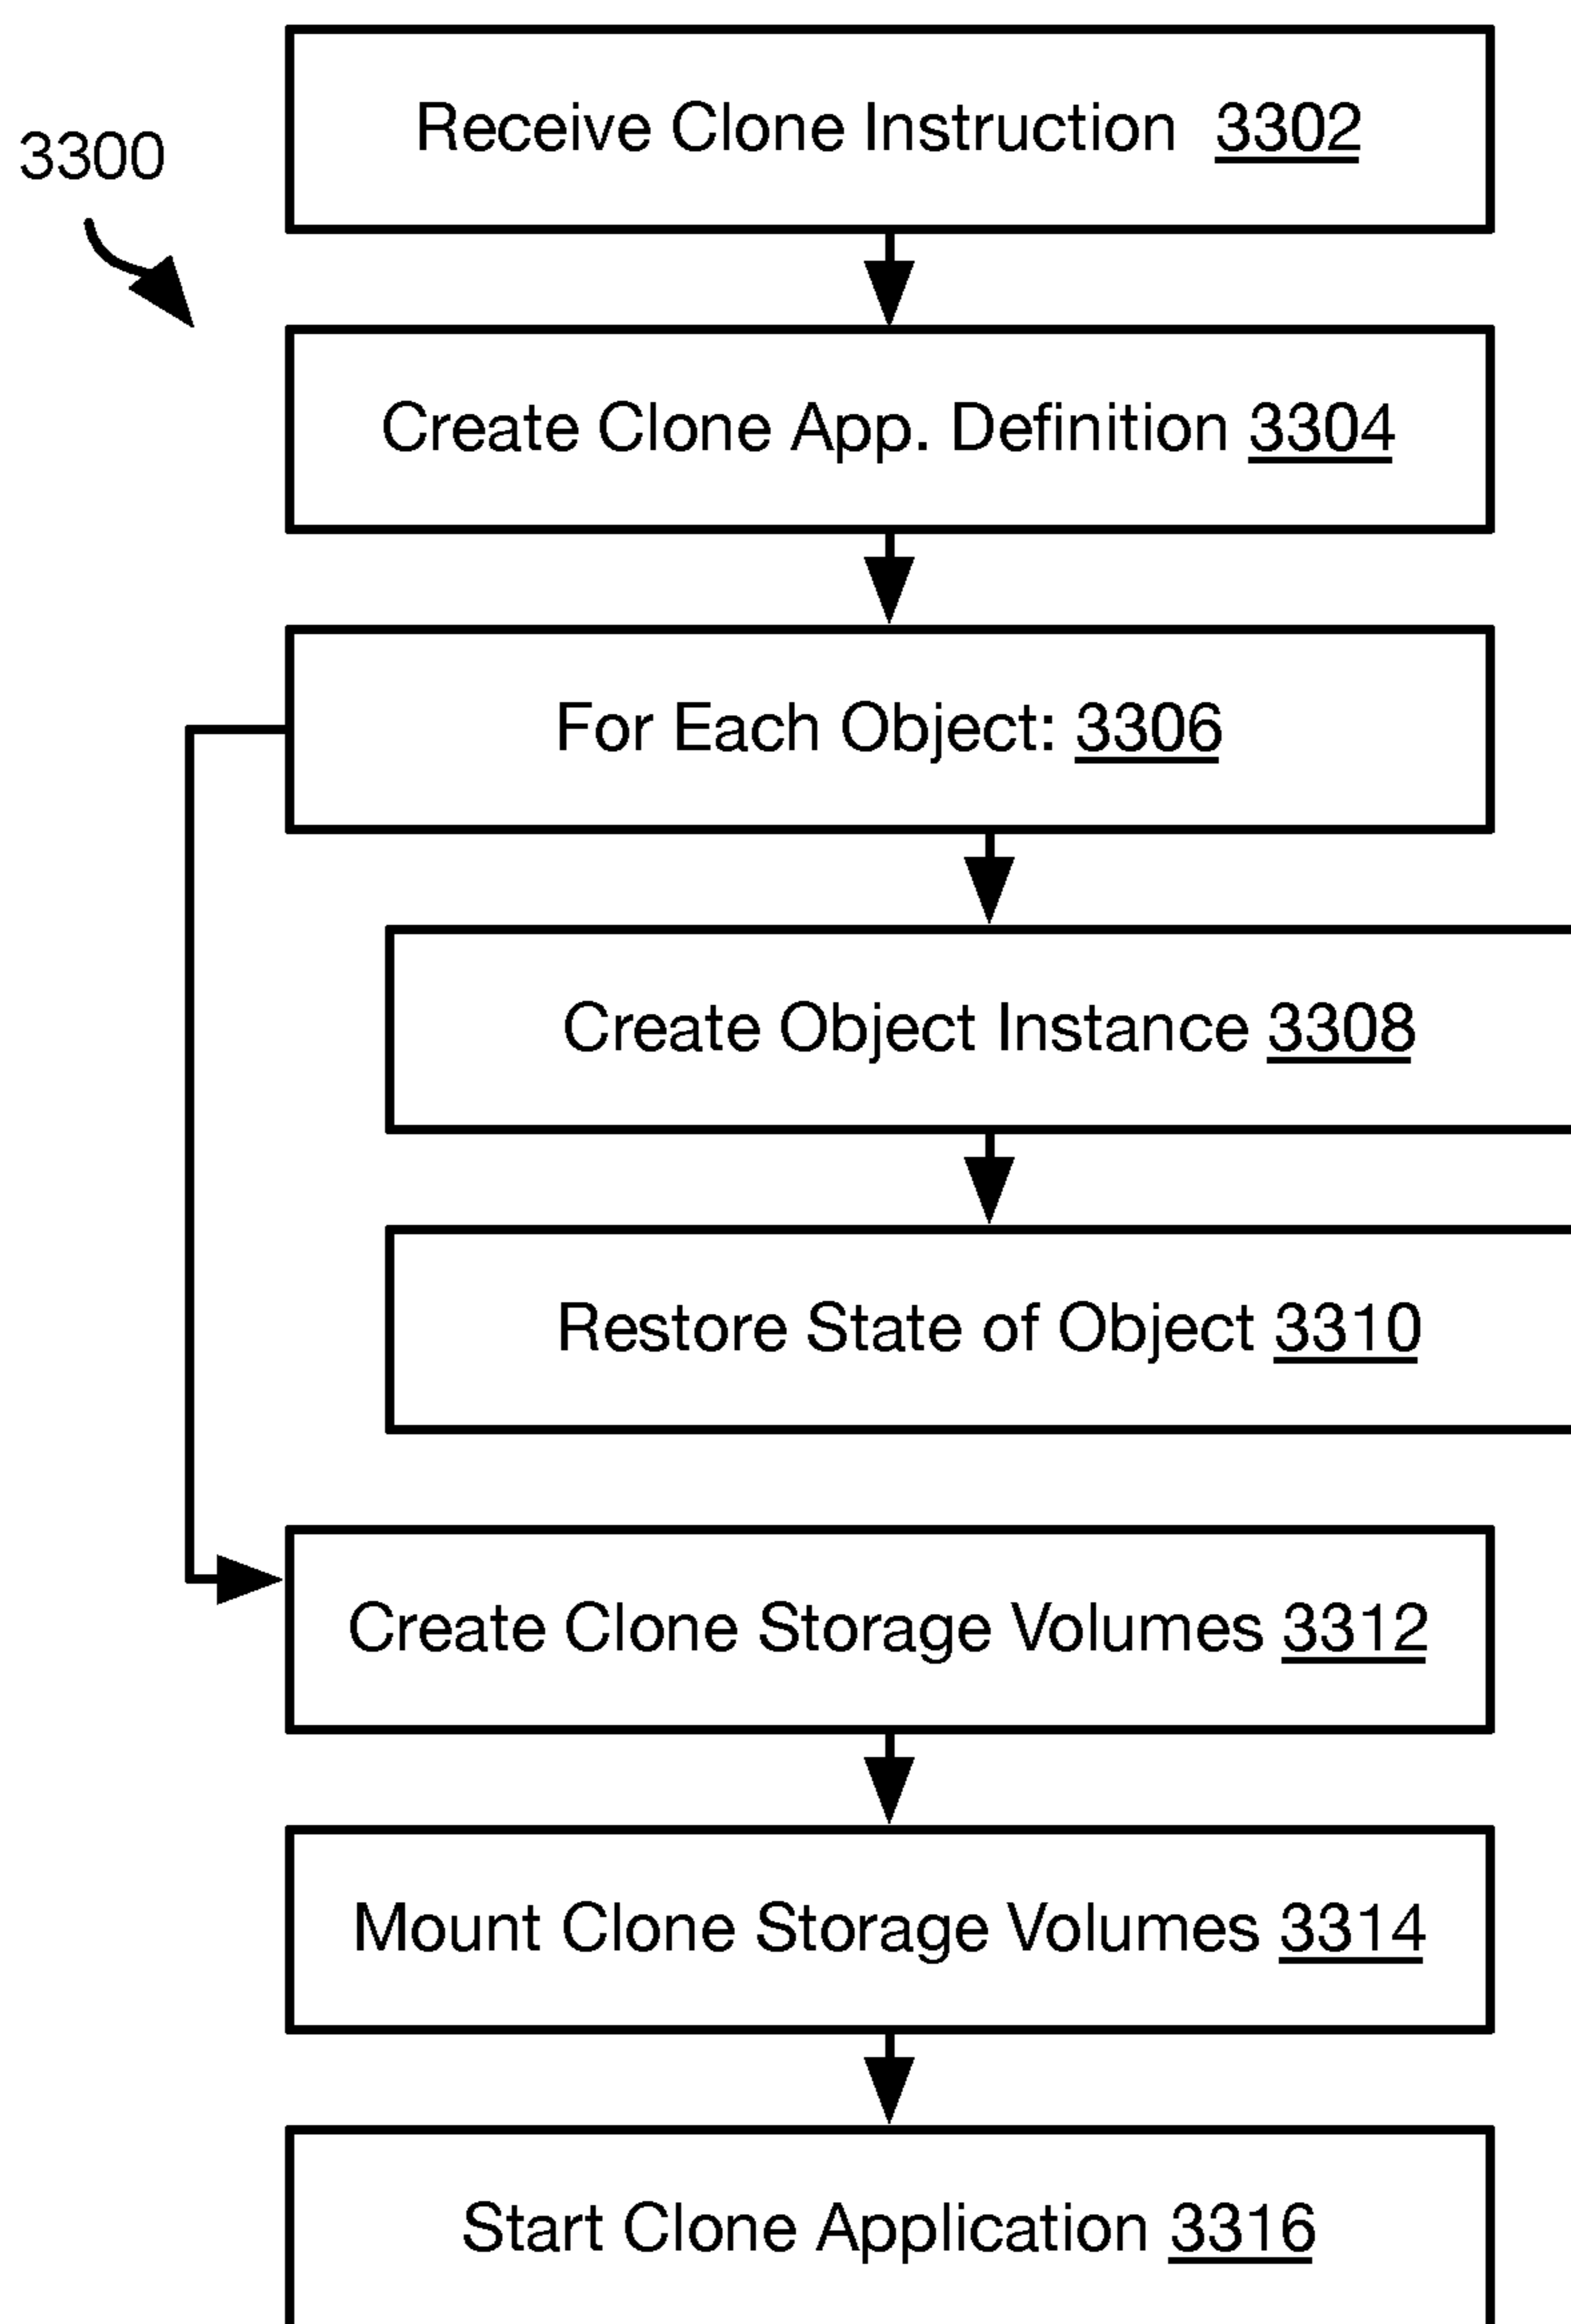 Receive Clone Instruction 3302
3300
Create Clone App. Definition 3304
For Each Object: 3306
Create Object Instance 3308
Restore State of Object 3310
Create Clone Storage Volumes 3312
Mount Clone Storage Volumes 3314
Start Clone Application 3316